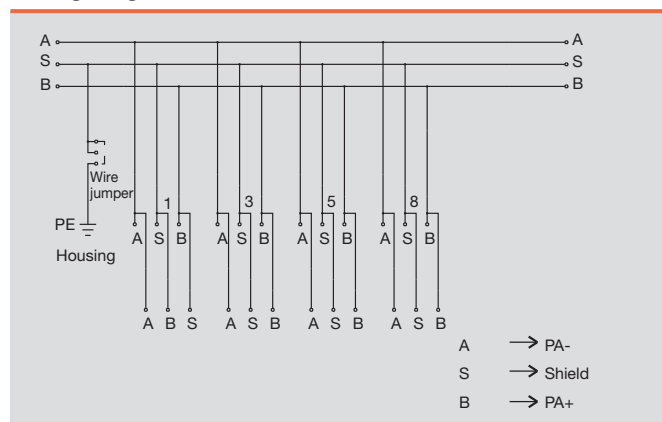 A A
S S
B B
Wire
jumper
1 3 5 8
PE
A S B A S B A S B A S B
Housing
A B S A S B A S B A S B
A PA-
S Shield
B PA+